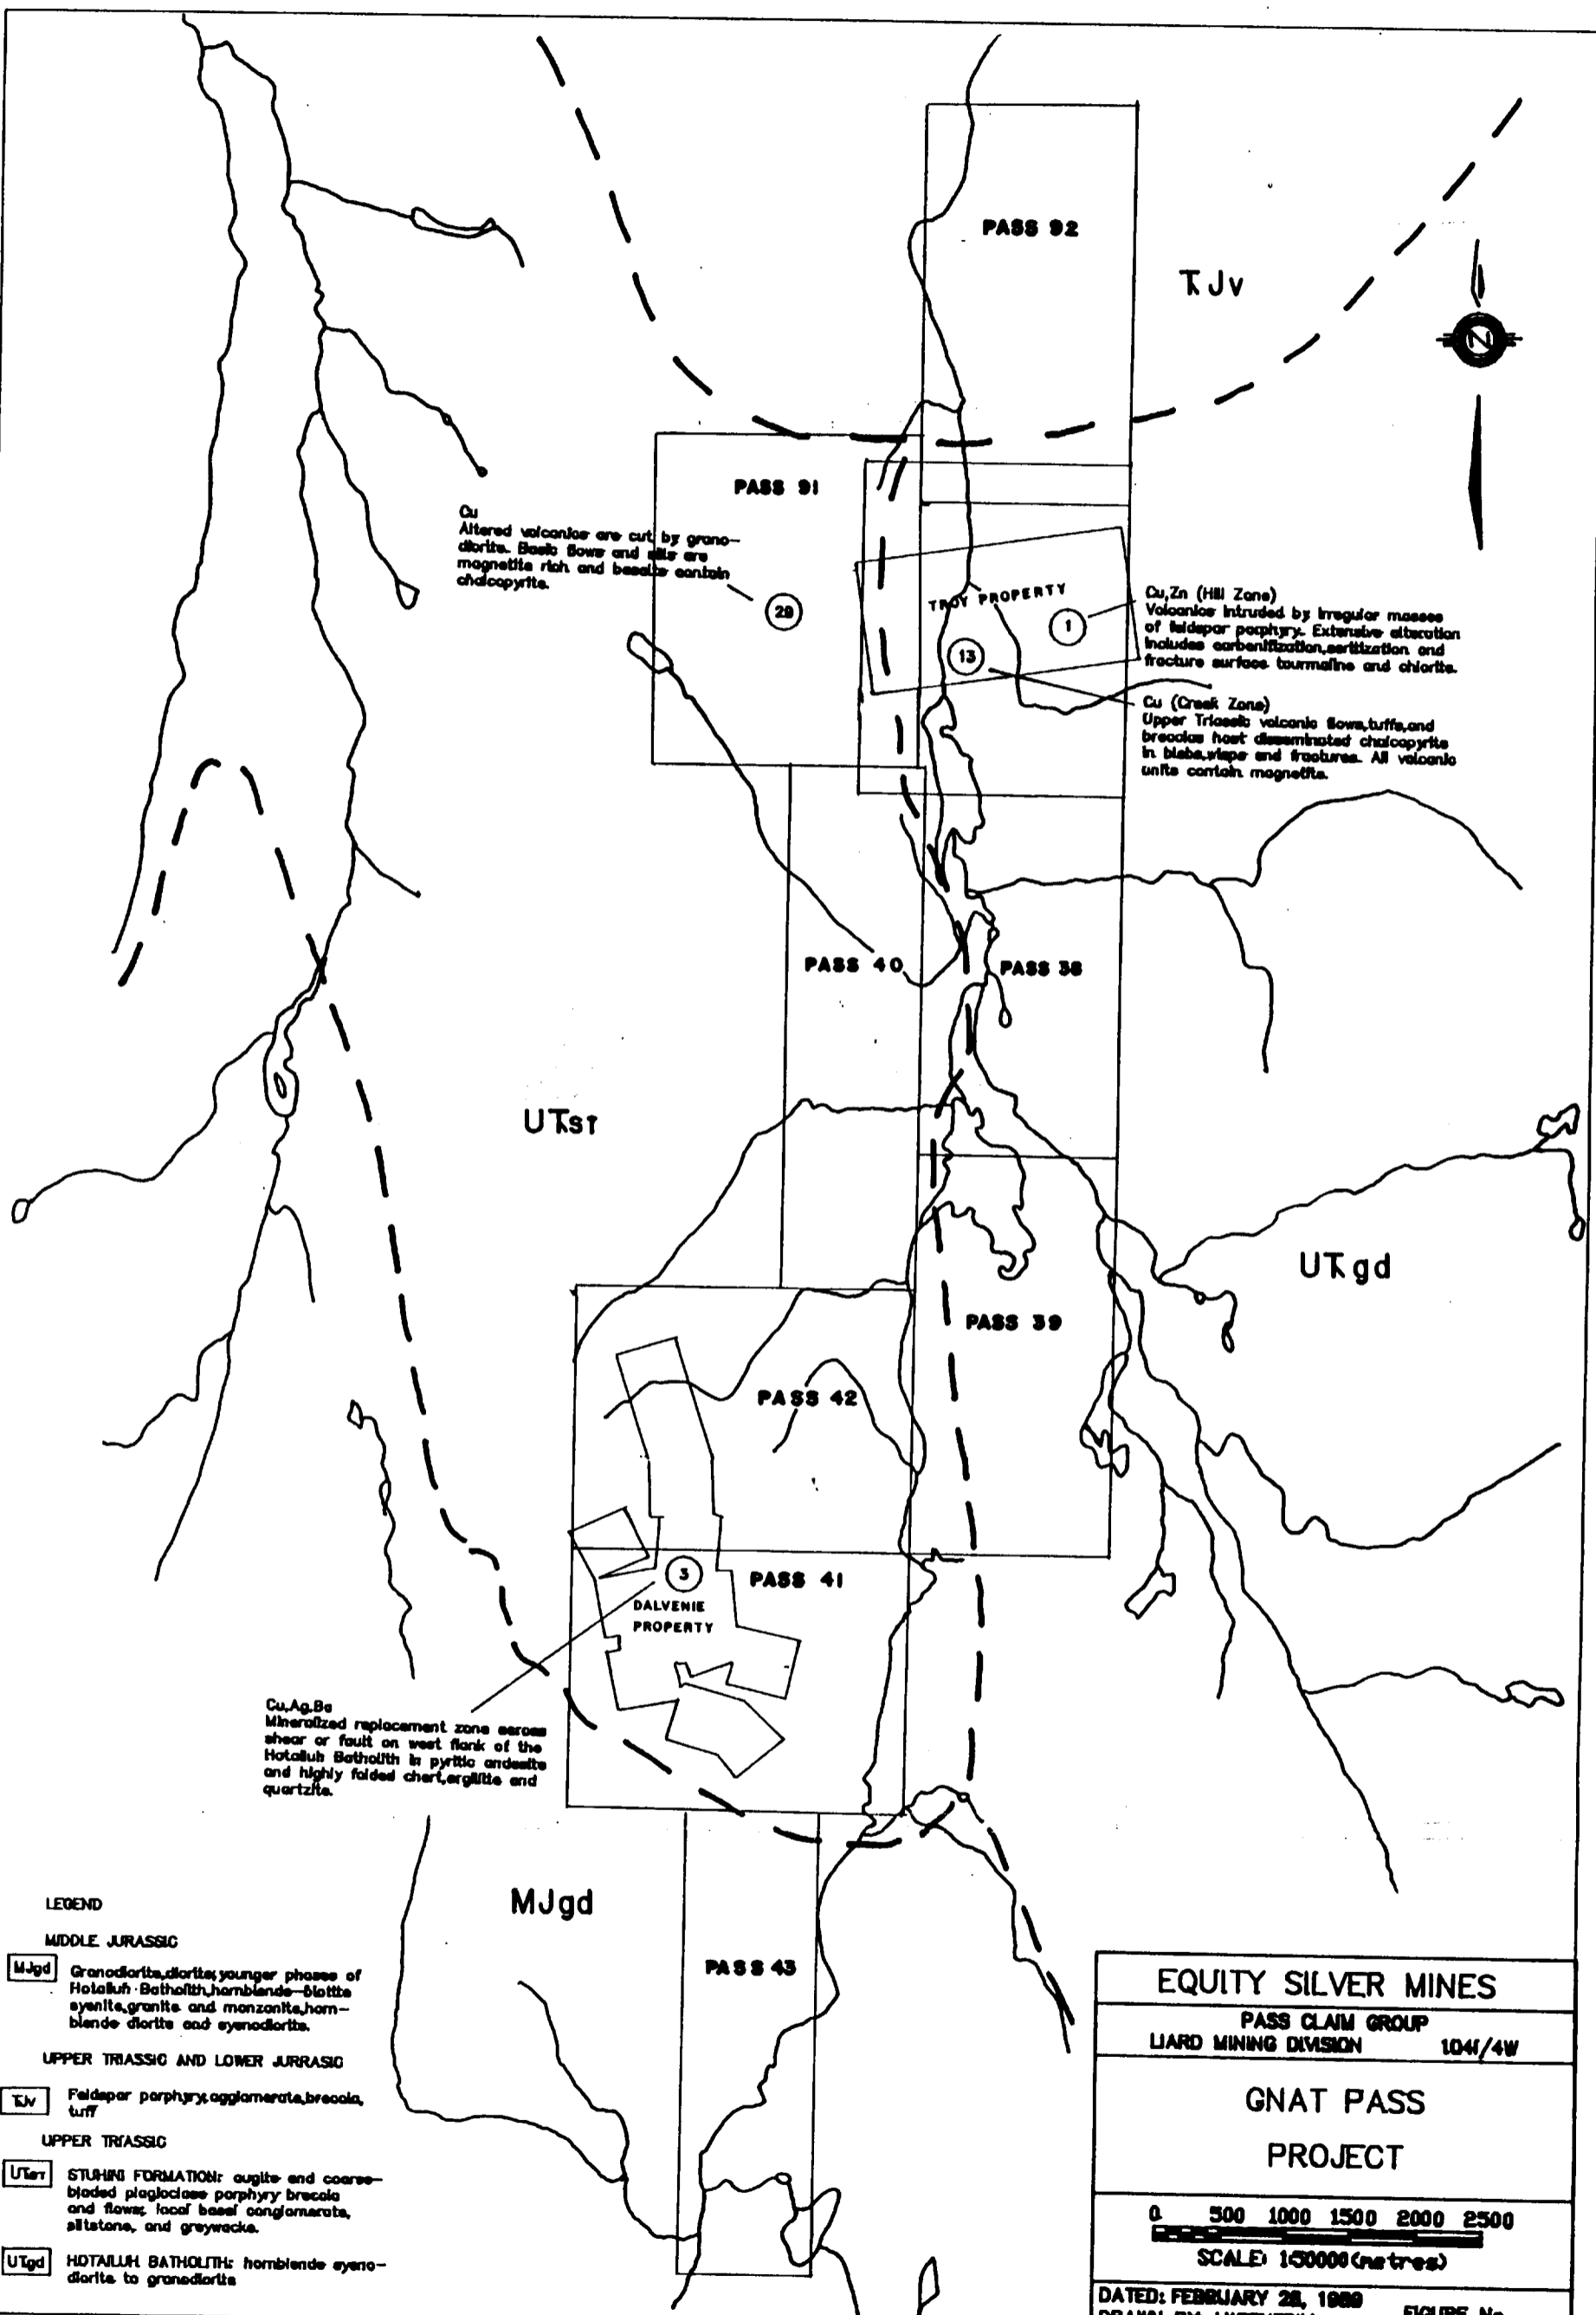 PASS 92
TJv
N
PASS 91
Cu
Altered volcanics are cut by grano-
diorite. Basic flows and sills are
magnetite rich and basalts contain
chalcopyrite.
29
TROY PROPERTY
1
13
Cu,Zn (Hill Zone)
Volcanics intruded by irregular masses
of feldspar porphyry. Extensive alteration
includes carbonitization,seritization and
fracture surface tourmaline and chlorite.
Cu (Creek Zone)
Upper Triassic volcanic flows,tuffs,and
breccias host disseminated chalcopyrite
in blebs,wisps and fractures. All volcanic
units contain magnetite.
PASS 40
PASS 38
UTst
UTgd
PASS 39
PASS 42
3
PASS 41
DALVENIE
PROPERTY
Cu,Ag,Ba
Mineralized replacement zone across
shear or fault on west flank of the
Hotailuh Batholith in pyritic andesite
and highly folded chert,argillite and
quartzite.
MJgd
PASS 43
LEGEND
MIDDLE JURASSIC
MJgd Granodiorite,diorite; younger phases of
Hotailuh Batholith,hornblende-biotite
syenite,granite and monzonite,horn-
blende diorite and syenodiorite.
UPPER TRIASSIC AND LOWER JURRASIC
TJv Feldspar porphyry,agglomerate,breccia,
tuff
UPPER TRIASSIC
UTst STUHINI FORMATION: augite and coarse-
bladed plagioclase porphyry breccia
and flows; local basal conglomerate,
siltstone, and greywacke.
UTgd HOTAILUH BATHOLITH: hornblende syeno-
diorite to granodiorite
EQUITY SILVER MINES
PASS CLAIM GROUP
LIARD MINING DIVISION 104I/4W
GNAT PASS
PROJECT
0 500 1000 1500 2000 2500
SCALE: 1:50000 (metres)
DATED: FEBRUARY 28, 1989
DRAWN BY:
FIGURE No.